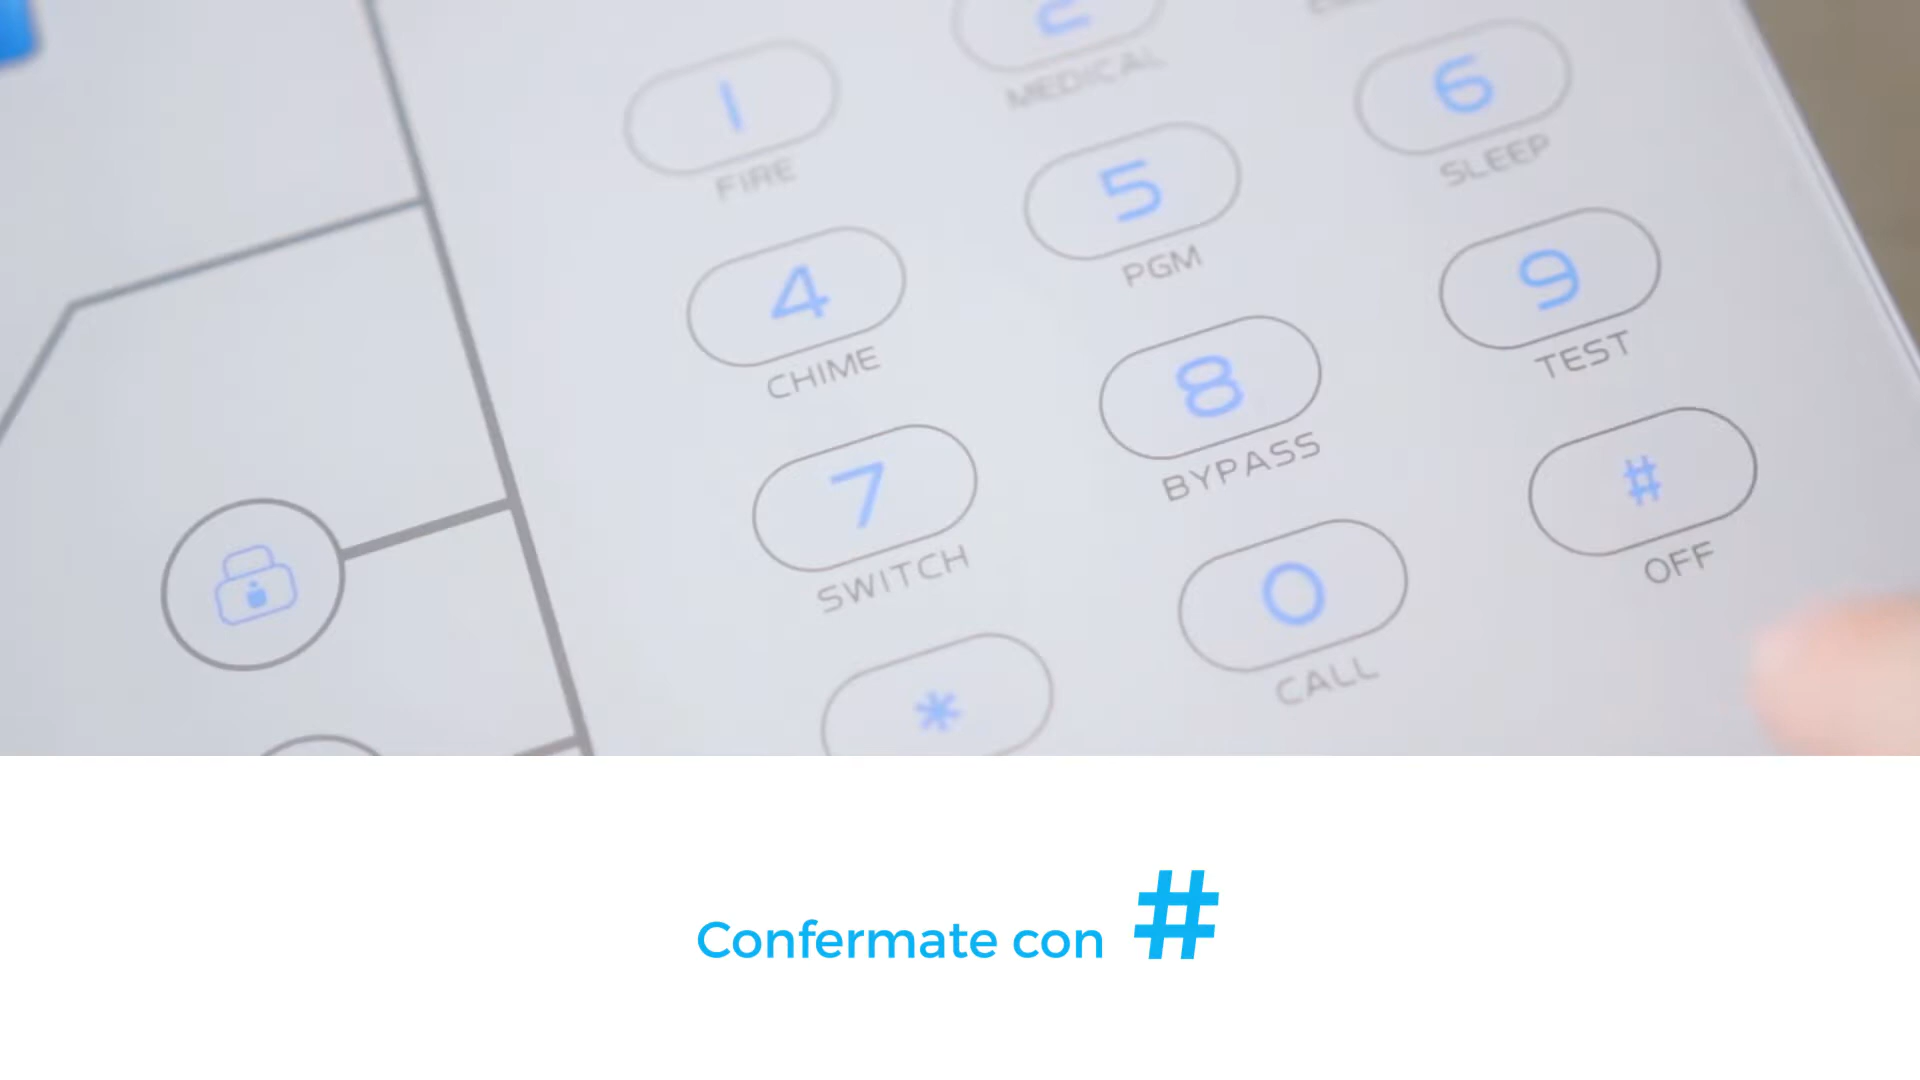 1
FIRE
2
MEDICAL
4
CHIME
5
PGM
6
SLEEP
7
SWITCH
8
BYPASS
9
TEST
*
0
CALL
#
OFF
Confermate con #